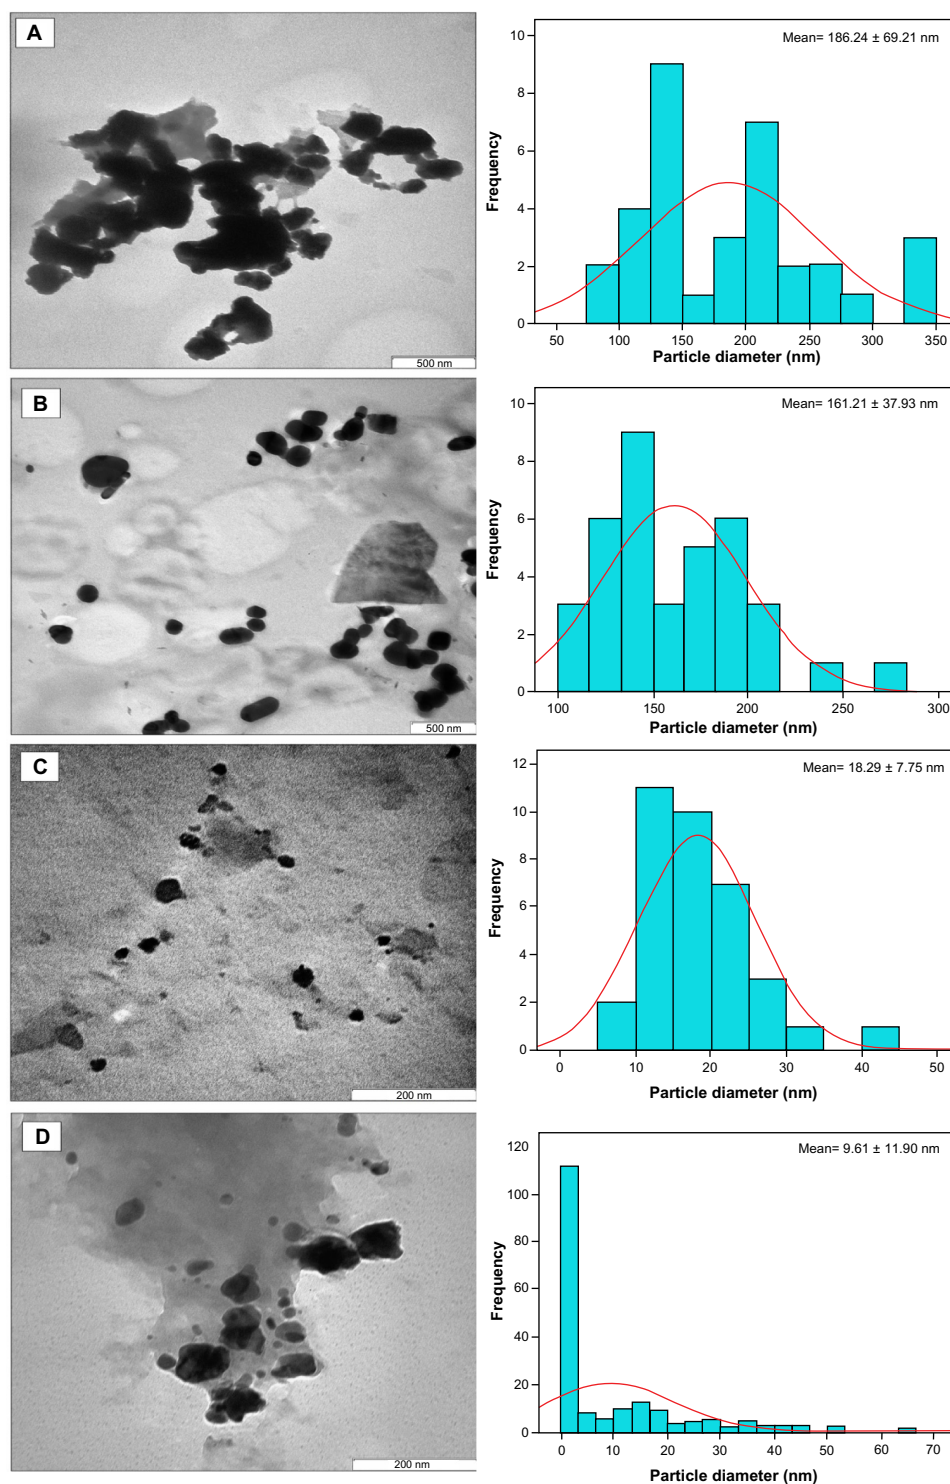 A
500 nm
Mean= 186.24 ± 69.21 nm
Frequency
10
8
6
4
2
0
50 100 150 200 250 300 350
Particle diameter (nm)
B
500 nm
Mean= 161.21 ± 37.93 nm
Frequency
10
8
6
4
2
0
100 150 200 250 300
Particle diameter (nm)
C
200 nm
Mean= 18.29 ± 7.75 nm
Frequency
12
10
8
6
4
2
0
0 10 20 30 40 50
Particle diameter (nm)
D
200 nm
Mean= 9.61 ± 11.90 nm
Frequency
120
100
80
60
40
20
0
0 10 20 30 40 50 60 70
Particle diameter (nm)